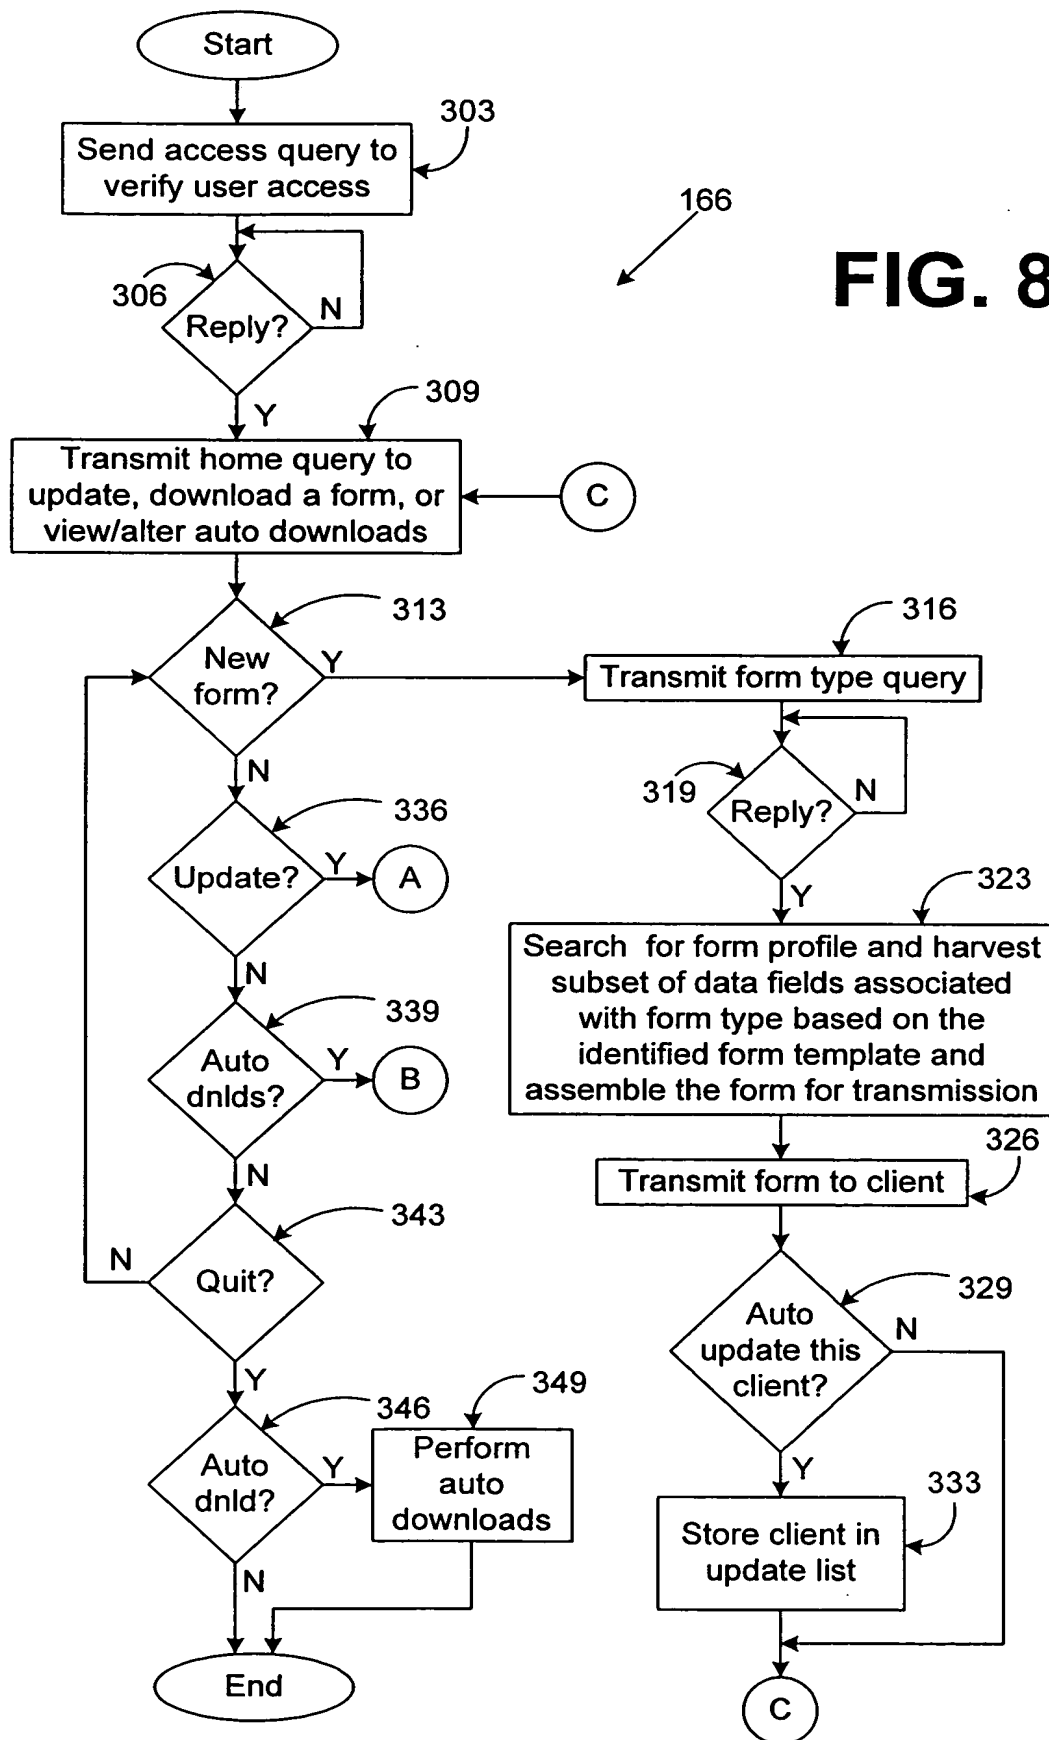 Start
303
Send access query to
verify user access
166
FIG. 8
306
Reply?
N
Y
309
Transmit home query to
update, download a form, or
view/alter auto downloads
C
313
New
form?
Y
N
316
Transmit form type query
319
Reply?
N
Y
336
Update?
Y
A
N
323
Search for form profile and harvest
subset of data fields associated
with form type based on the
identified form template and
assemble the form for transmission
339
Auto
dnlds?
Y
B
N
326
Transmit form to client
343
Quit?
N
Y
329
Auto
update this
client?
N
Y
346
Auto
dnld?
Y
N
349
Perform
auto
downloads
333
Store client in
update list
End
C